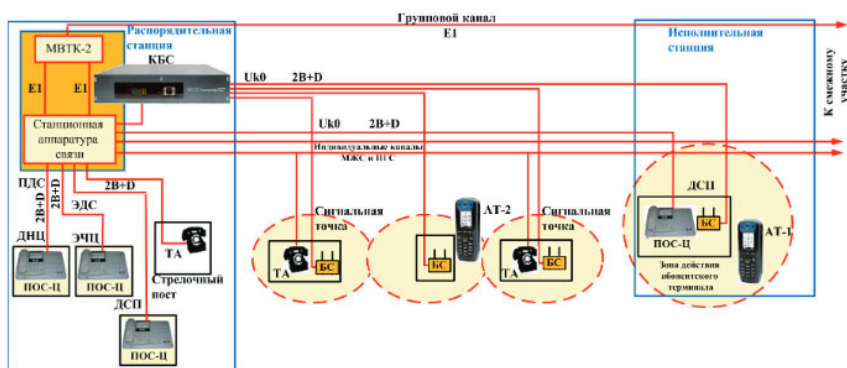 Групповой канал
E1
Распорядительная
станция
КБС
МВТК-2
E1
E1
Станционная
аппаратура
связи
Uk0
2B+D
Uk0
2B+D
Индивидуальные каналы
МЖС и ПГС
Исполнительная
станция
К смежному
участку
ПДС
2B+D
2B+D
ЭДС
2B+D
ДНЦ
ПОС-Ц
ЭЧЦ
ПОС-Ц
ТА
Стрелочный
пост
ДСП
ПОС-Ц
Сигнальная
точка
ТА
БС
БС
АТ-2
Сигнальная
точка
ТА
БС
ДСП
ПОС-Ц
БС
АТ-1
Зона действия
абонентского
терминала